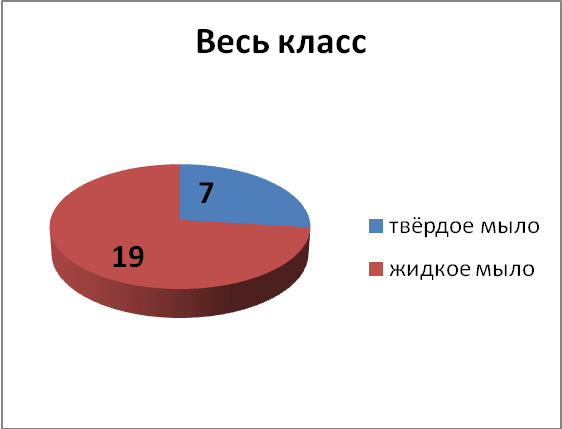 Весь класс
7
19
твёрдое мыло
жидкое мыло